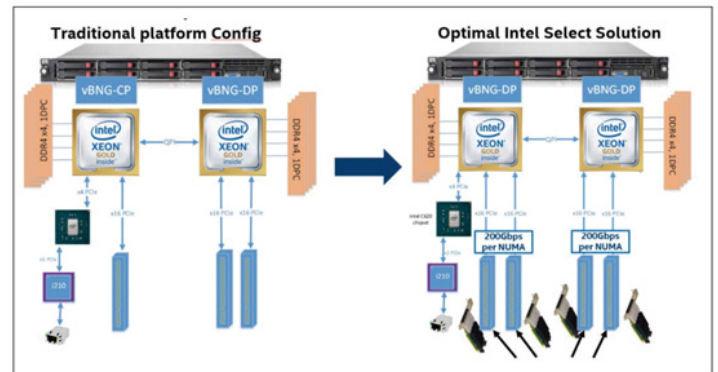 Traditional platform Config
vBNG-CP
vBNG-DP
DDR4 x4, 1DPC
intel
XEON
GOLD
inside
QPI
intel
XEON
GOLD
inside
DDR4 x4, 1DPC
x4 PCIe
x16 PCIe
x16 PCIe
x16 PCIe
i210
Optimal Intel Select Solution
vBNG-DP
vBNG-DP
DDR4 x4, 1DPC
intel
XEON
GOLD
inside
QPI
intel
XEON
GOLD
inside
DDR4 x4, 1DPC
x16 PCIe
x16 PCIe
x16 PCIe
x16 PCIe
Intel C620
chipset
200Gbps
per NUMA
200Gbps
per NUMA
i210